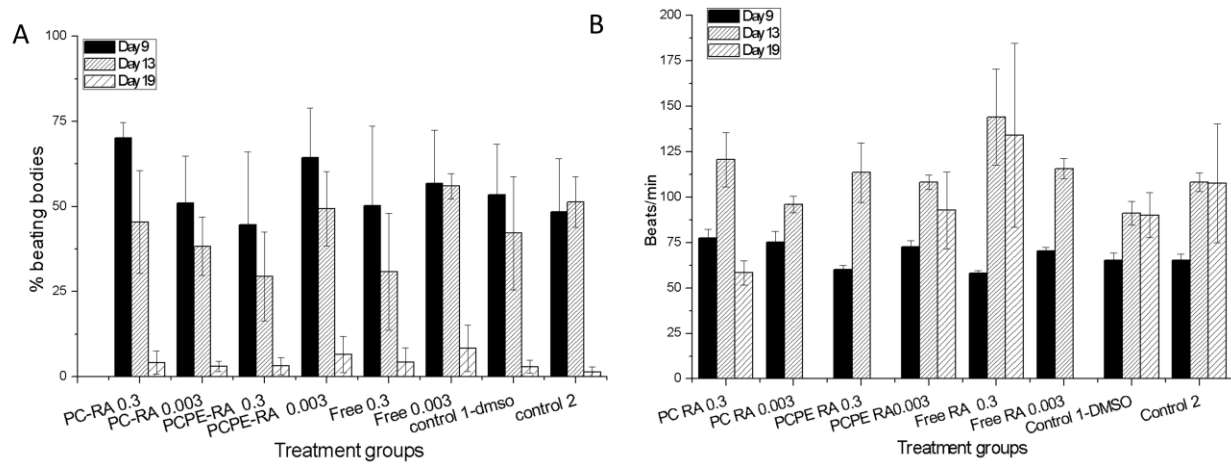 A
100
75
50
25
0
% beating bodies
Day 9
Day 13
Day 19
PC-RA 0.3
PC-RA 0.003
PCPE-RA 0.3
PCPE-RA 0.003
Free 0.3
Free 0.003
control 1-dmso
control 2
Treatment groups
B
200
175
150
125
100
75
50
25
0
Beats/min
Day 9
Day 13
Day 19
PC RA 0.3
PC RA 0.003
PCPE RA 0.3
PCPE RA0.003
Free RA 0.3
Free RA 0.003
Control 1-DMSO
Control 2
Treatment groups